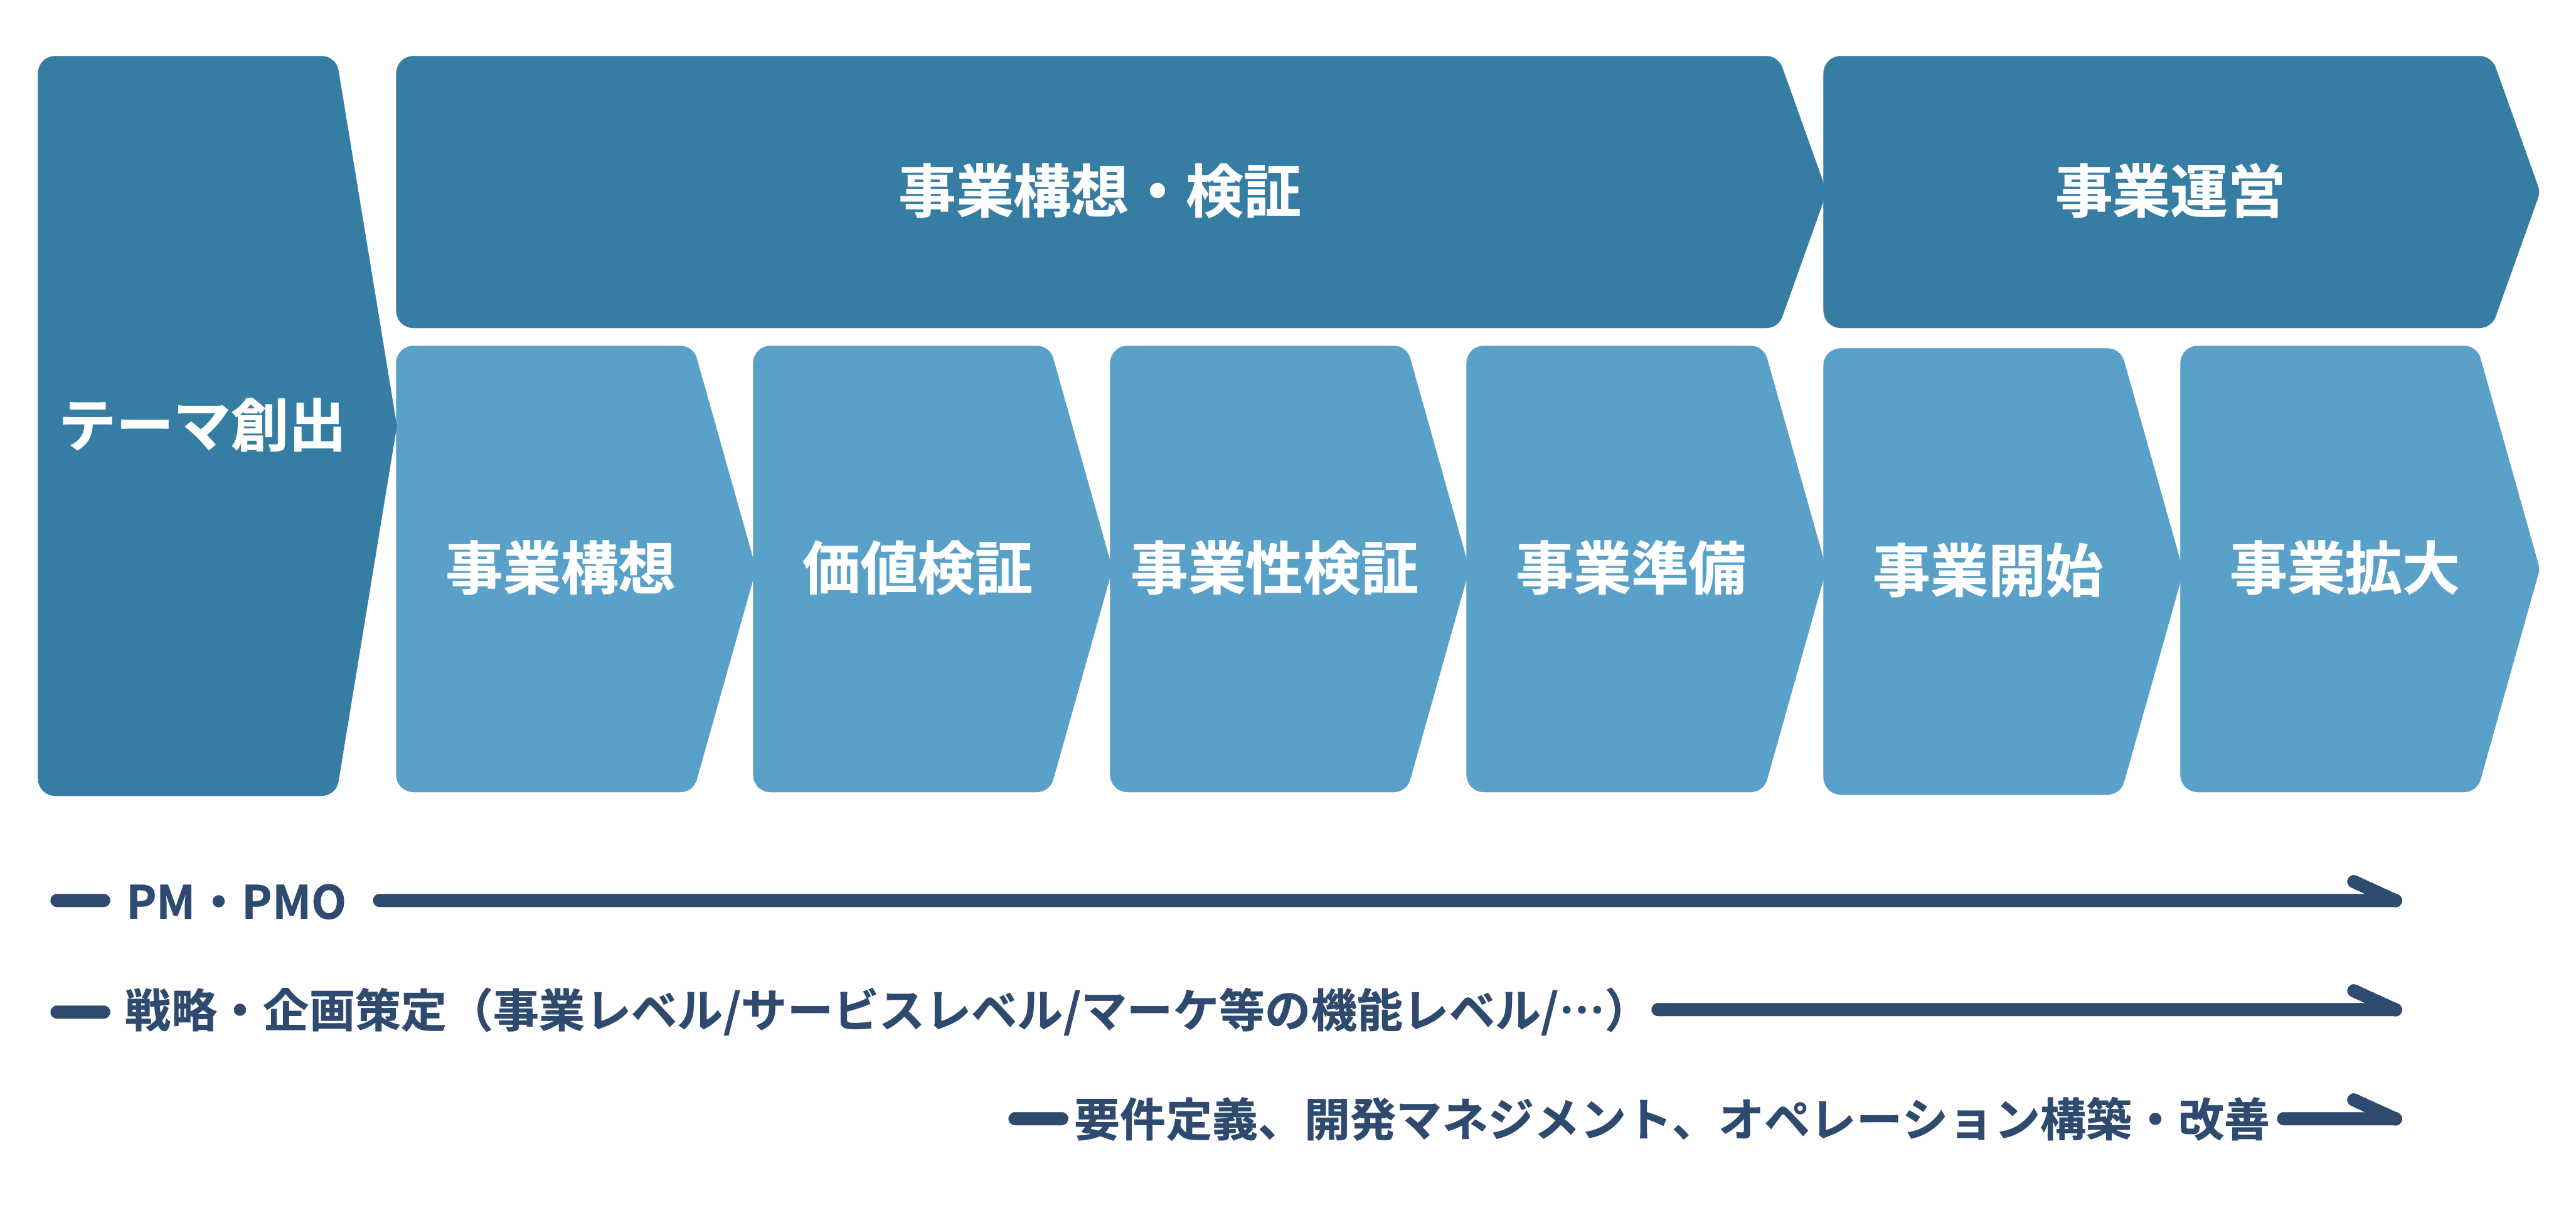 テーマ創出
事業構想・検証
事業運営
事業構想
価値検証
事業性検証
事業準備
事業開始
事業拡大
PM・PMO
戦略・企画策定（事業レベル/サービスレベル/マーケ等の機能レベル/…）
要件定義、開発マネジメント、オペレーション構築・改善